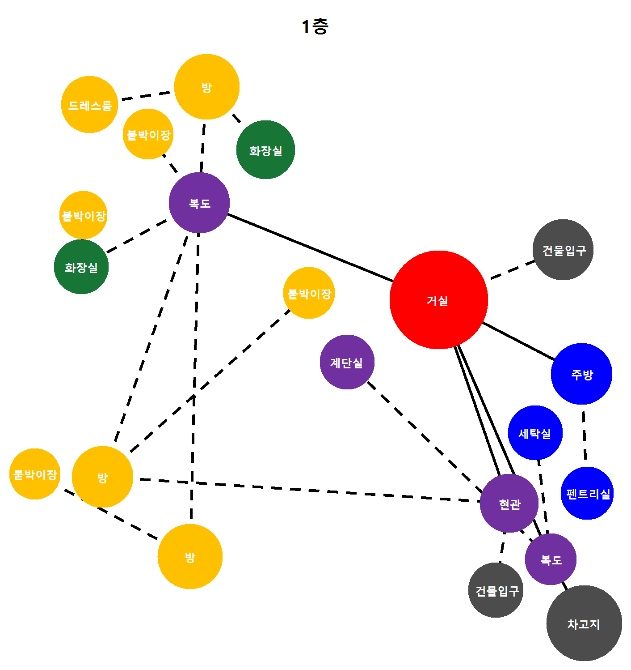 1층
방
드레스룸
붙박이장
화장실
복도
붙박이장
화장실
건물입구
붙박이장
거실
계단실
주방
세탁실
붙박이장
방
펜트리실
현관
방
복도
건물입구
차고지